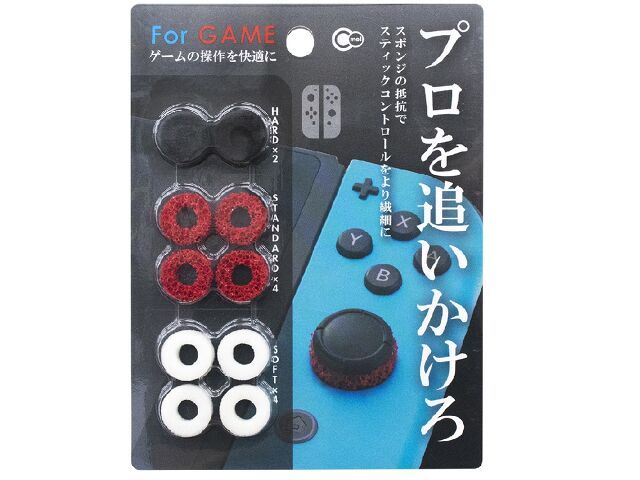 For GAME
ゲームの操作を快適に
mol
スポンジの抵抗で
スティックコントロールをより繊細に
プロを追いかけろ
HARD×2
STANDARD×4
SOFT×4
X
Y
A
B